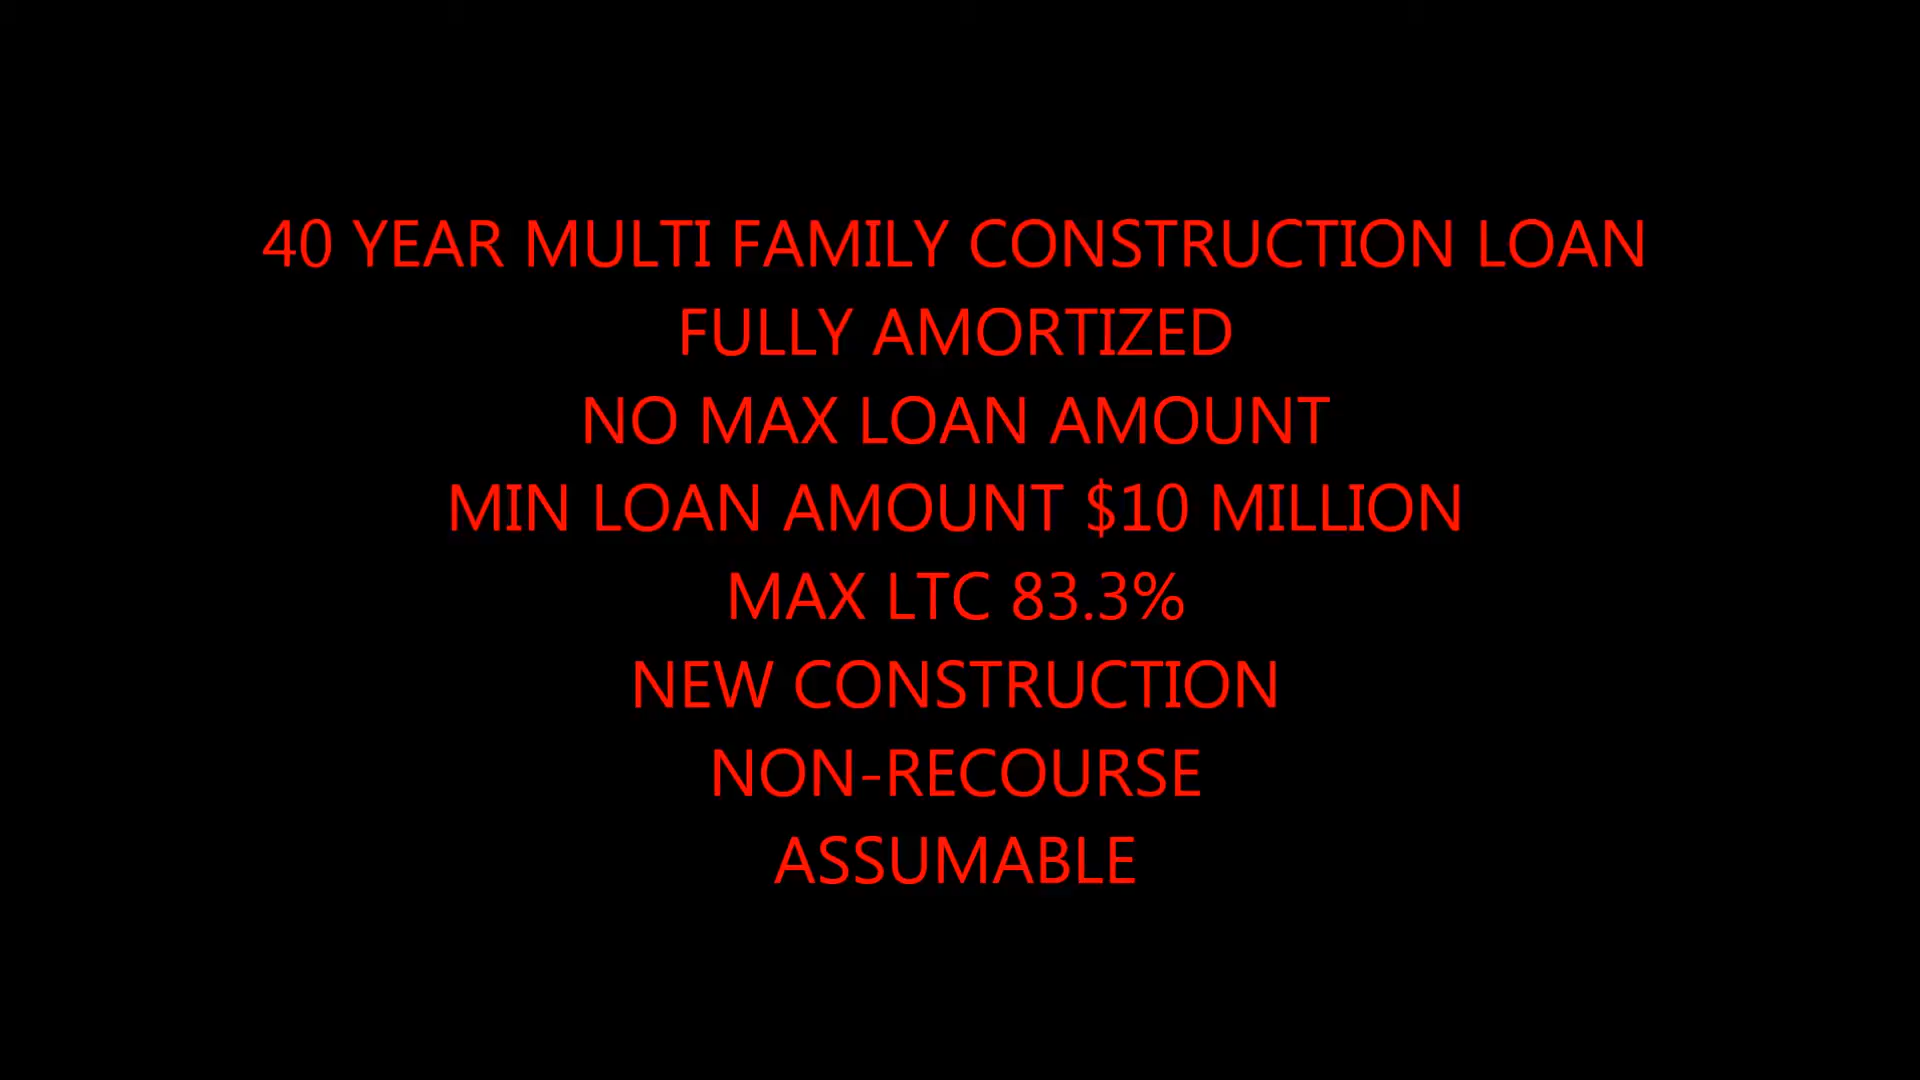 40 YEAR MULTI FAMILY CONSTRUCTION LOAN
FULLY AMORTIZED
NO MAX LOAN AMOUNT
MIN LOAN AMOUNT $10 MILLION
MAX LTC 83.3%
NEW CONSTRUCTION
NON-RECOURSE
ASSUMABLE